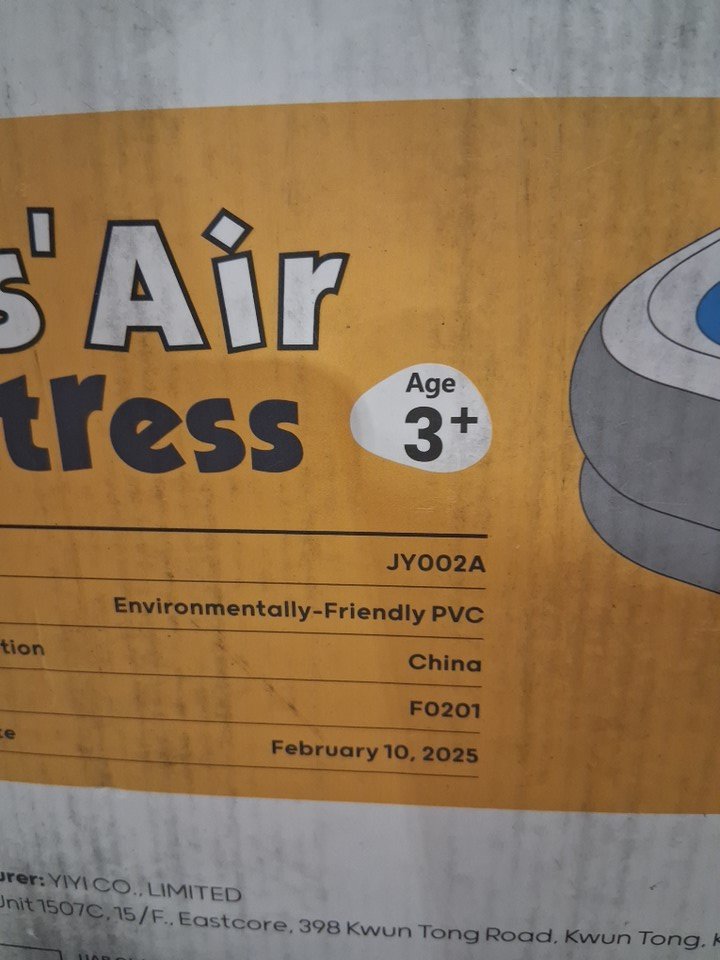 s' Air
tress
Age
3+
JY002A
Environmentally-Friendly PVC
tion China
F0201
te February 10, 2025
urer: YIYI CO., LIMITED
Unit 1507C, 15/F., Eastcore, 398 Kwun Tong Road, Kwun Tong, K